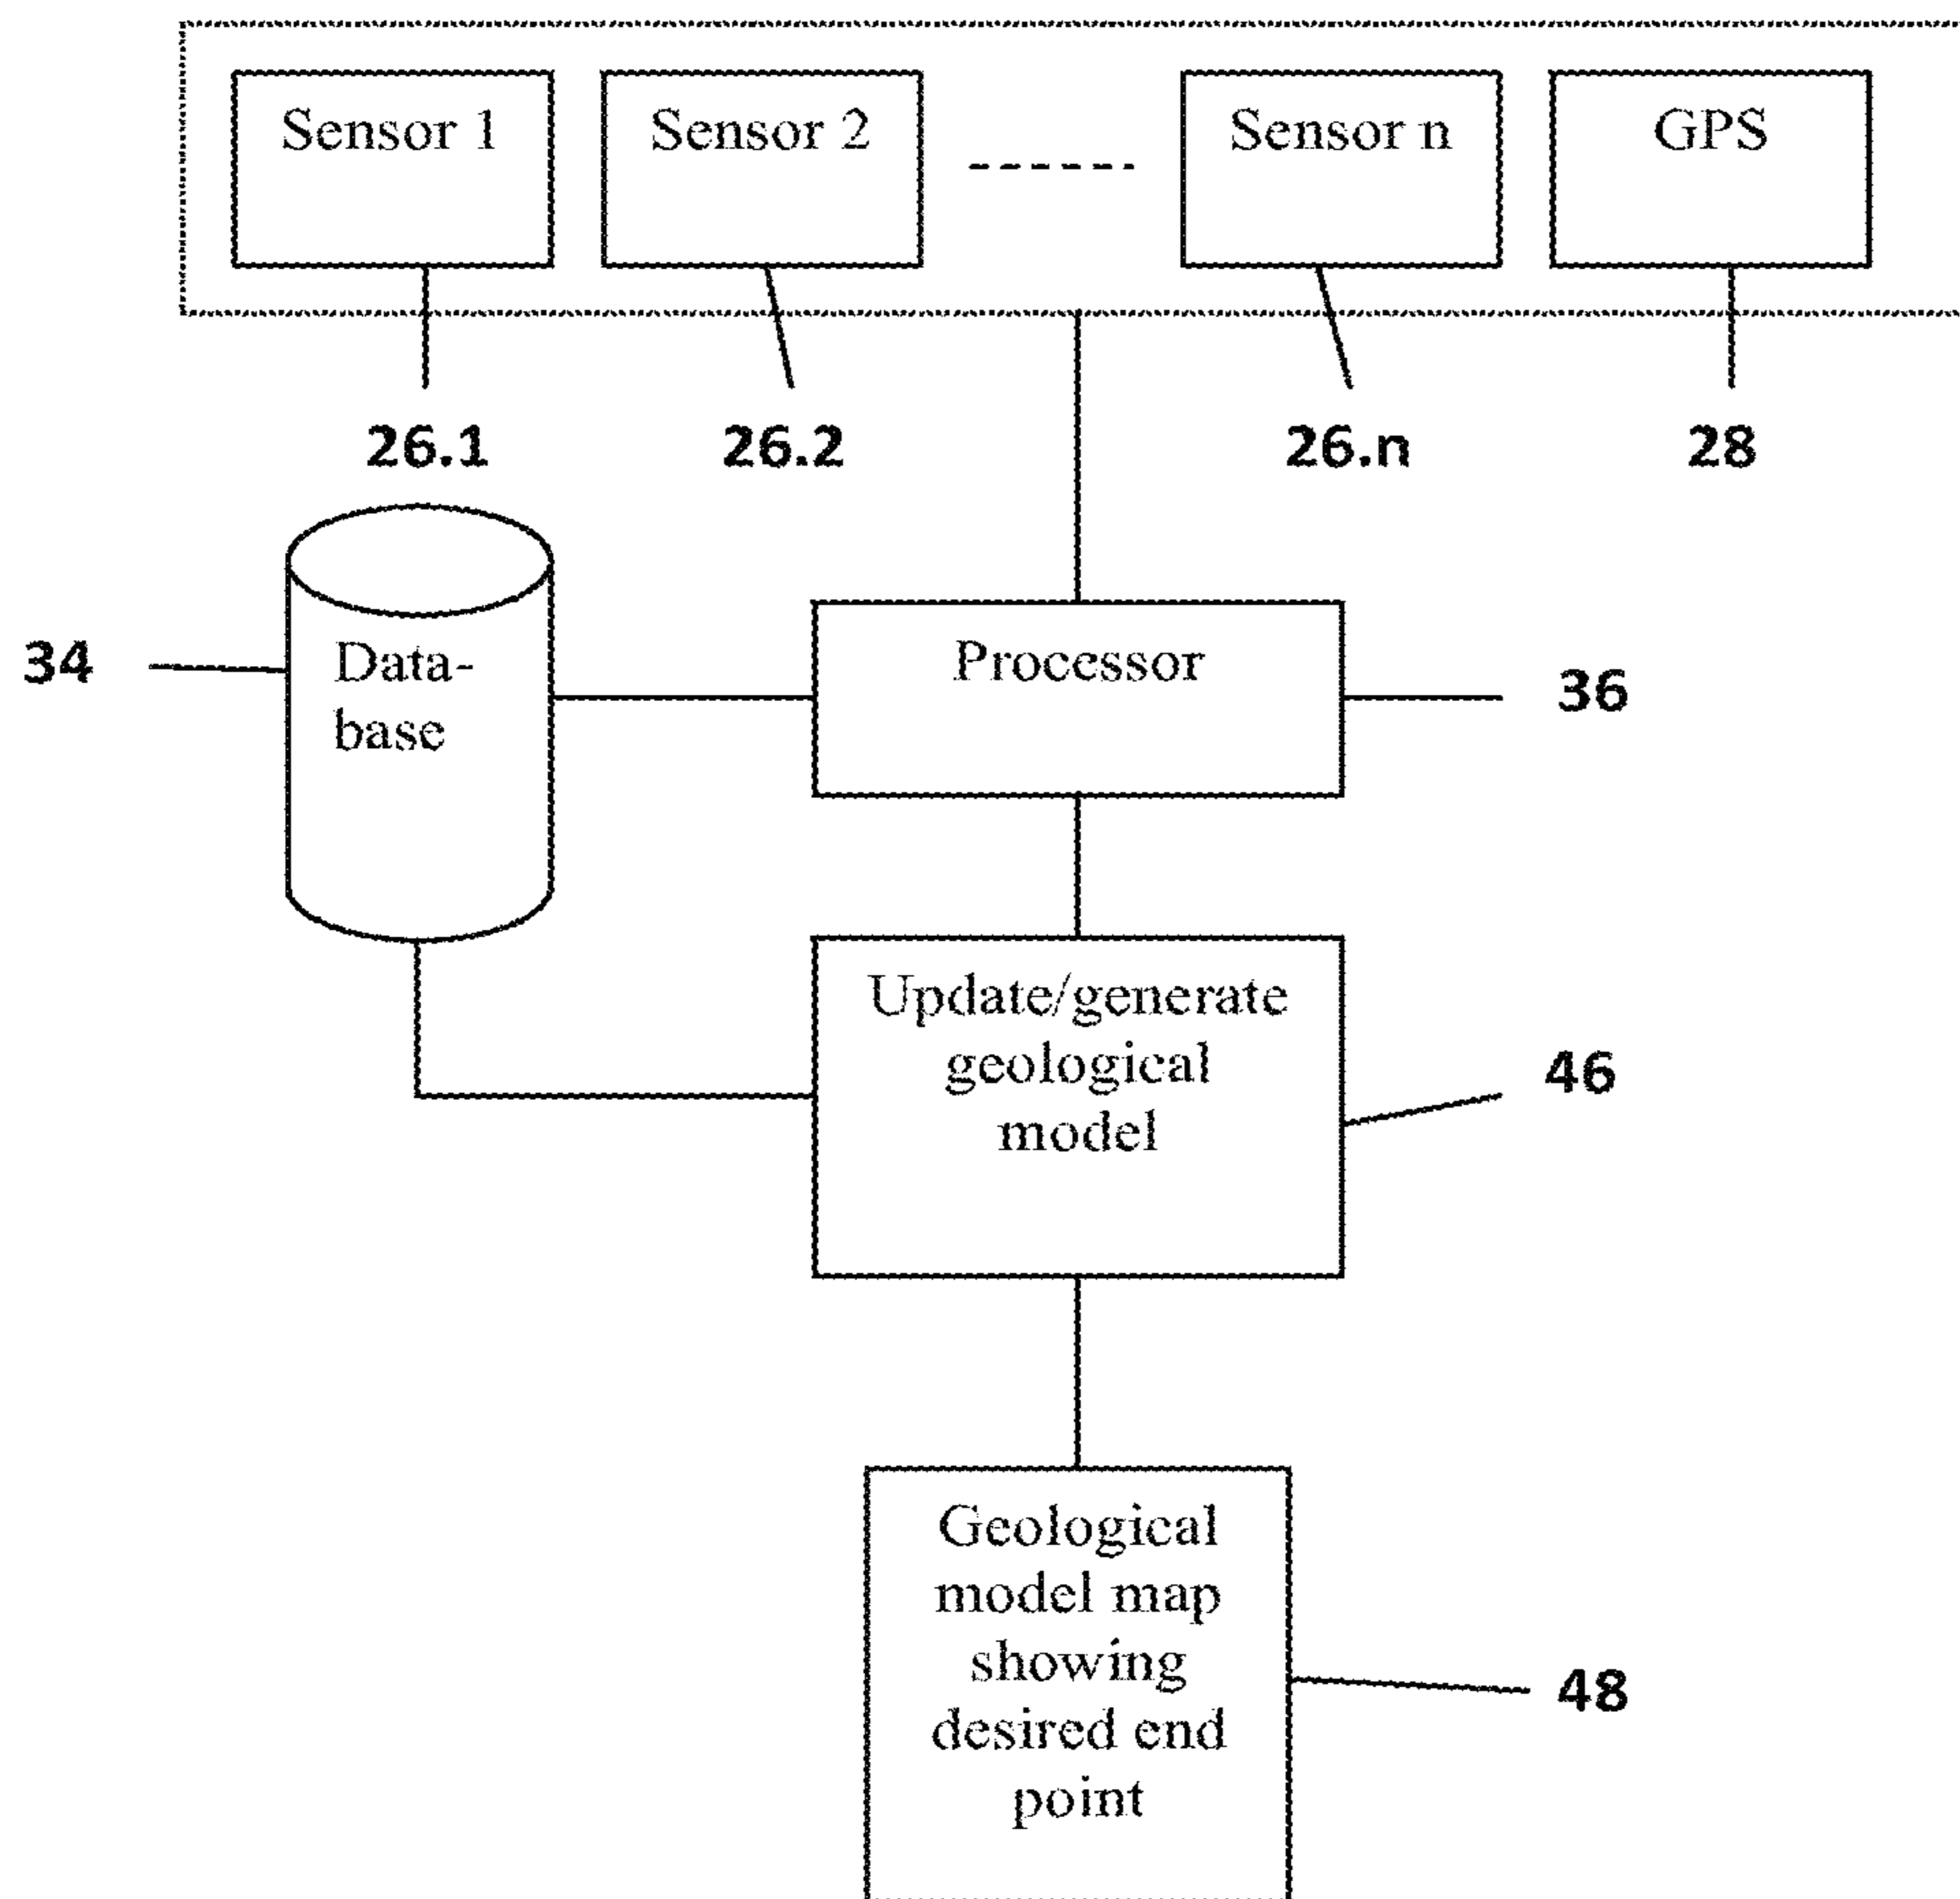 Sensor 1
Sensor 2
Sensor n
GPS
26.1
26.2
26.n
28
34
Data-
base
Processor
36
Update/generate
geological
model
46
Geological
model map
showing
desired end
point
48